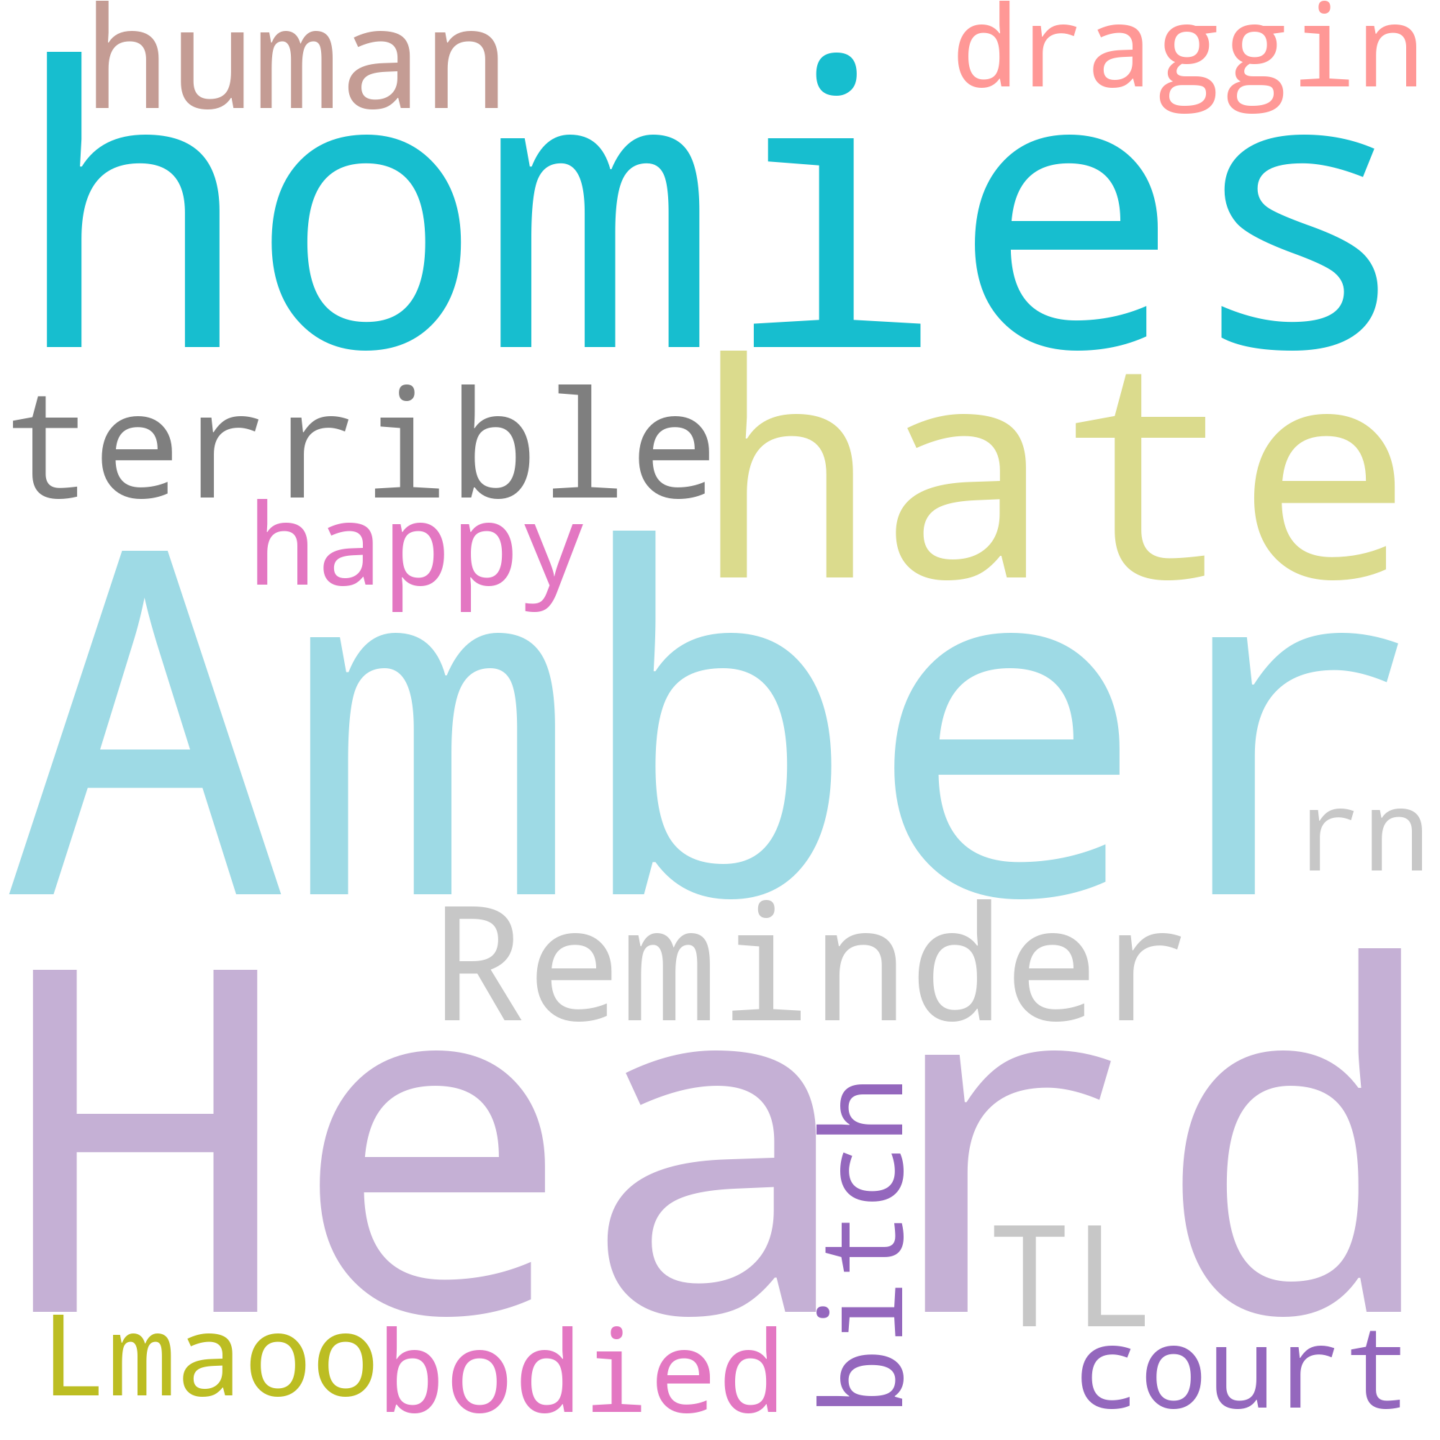 human
draggin
homies
terrible
hate
happy
Amber
rn
Reminder
Heard
bitch
TL
Lmaoo
bodied
court